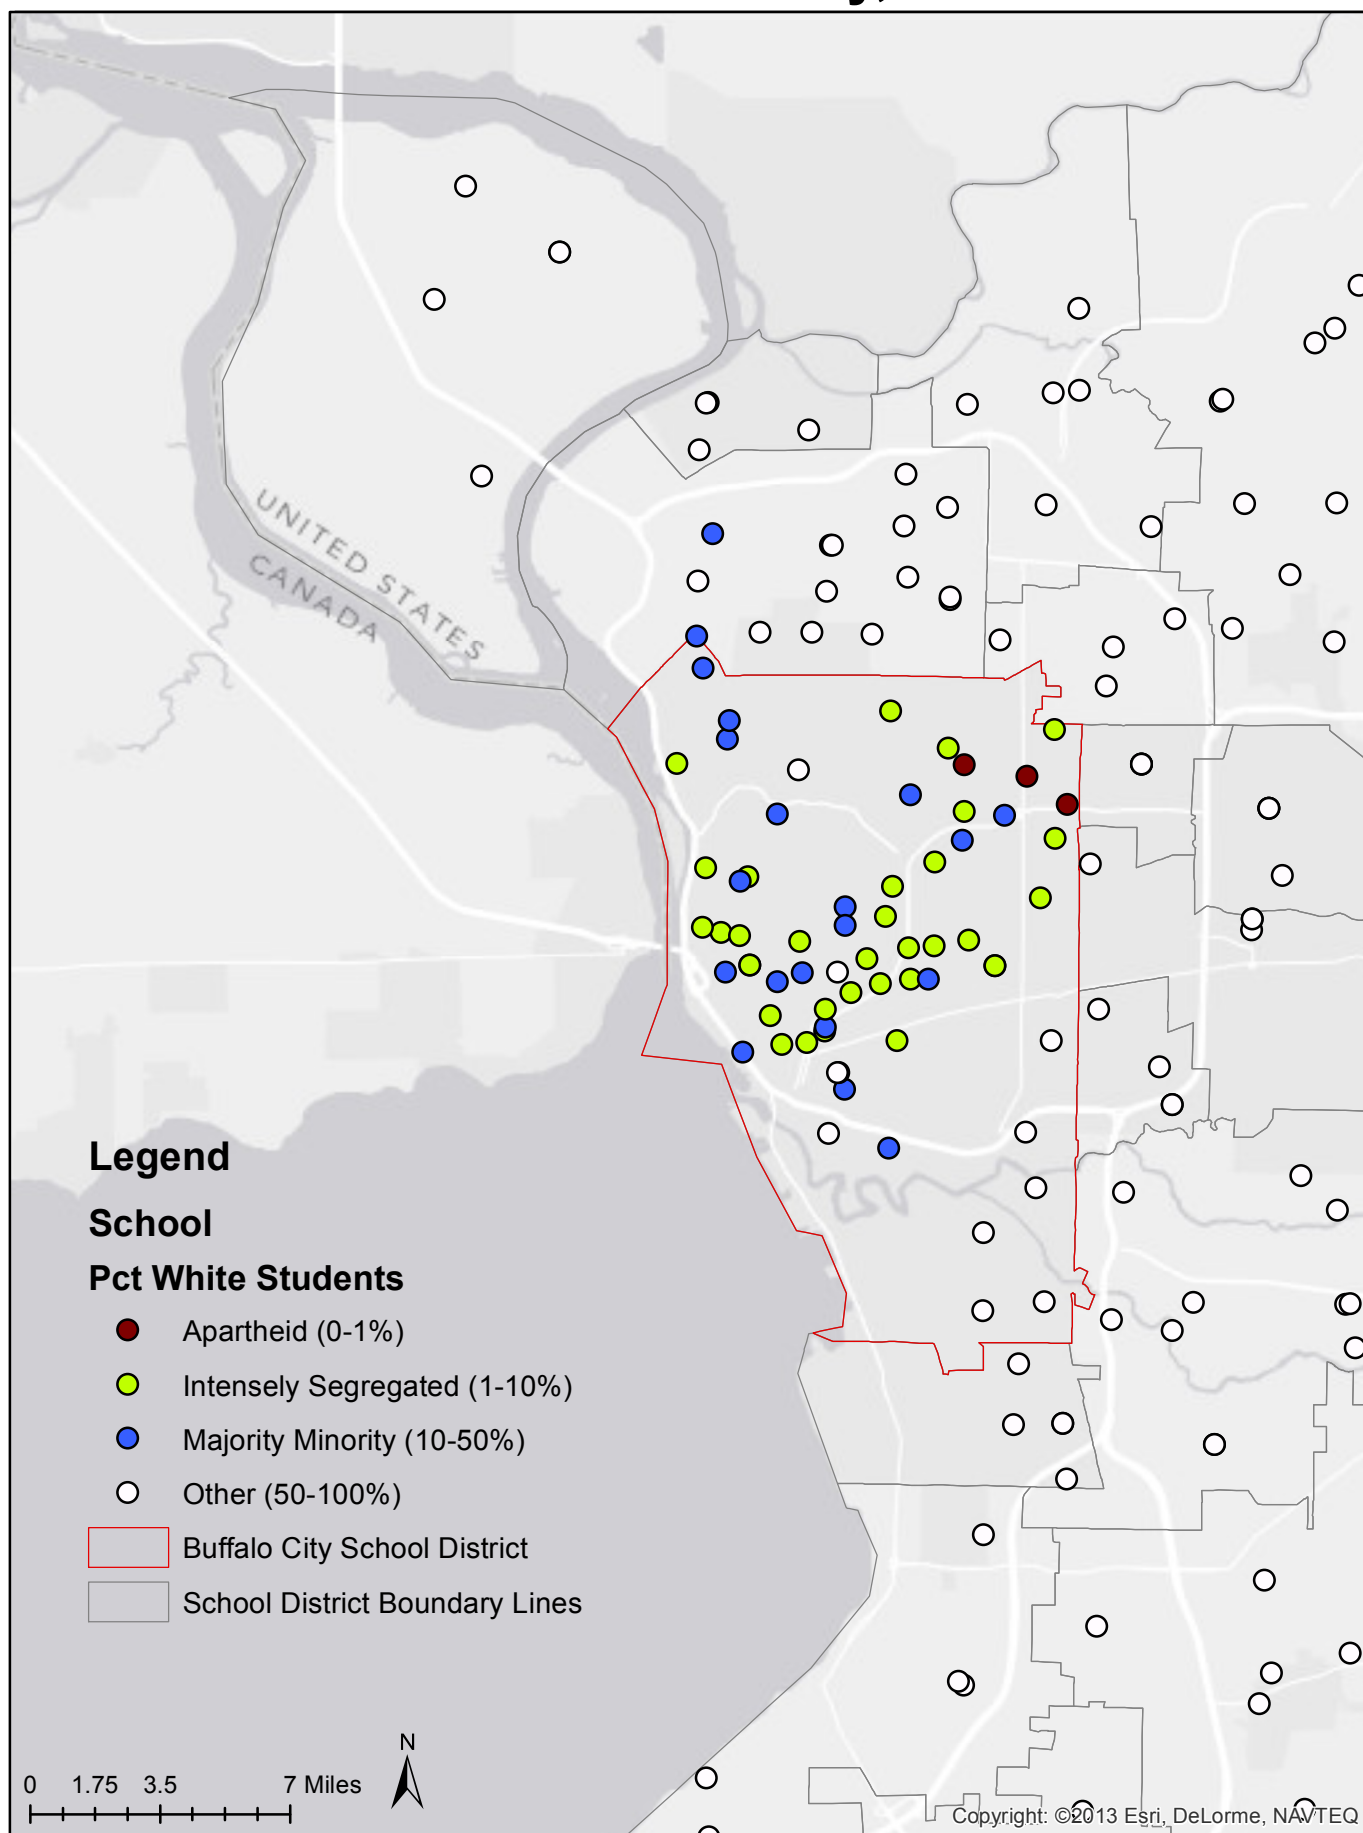 UNITED STATES
CANADA
Legend
School
Pct White Students
Apartheid (0-1%)
Intensely Segregated (1-10%)
Majority Minority (10-50%)
Other (50-100%)
Buffalo City School District
School District Boundary Lines
N
0 1.75 3.5 7 Miles
Copyright: ©2013 Esri, DeLorme, NAVTEQ